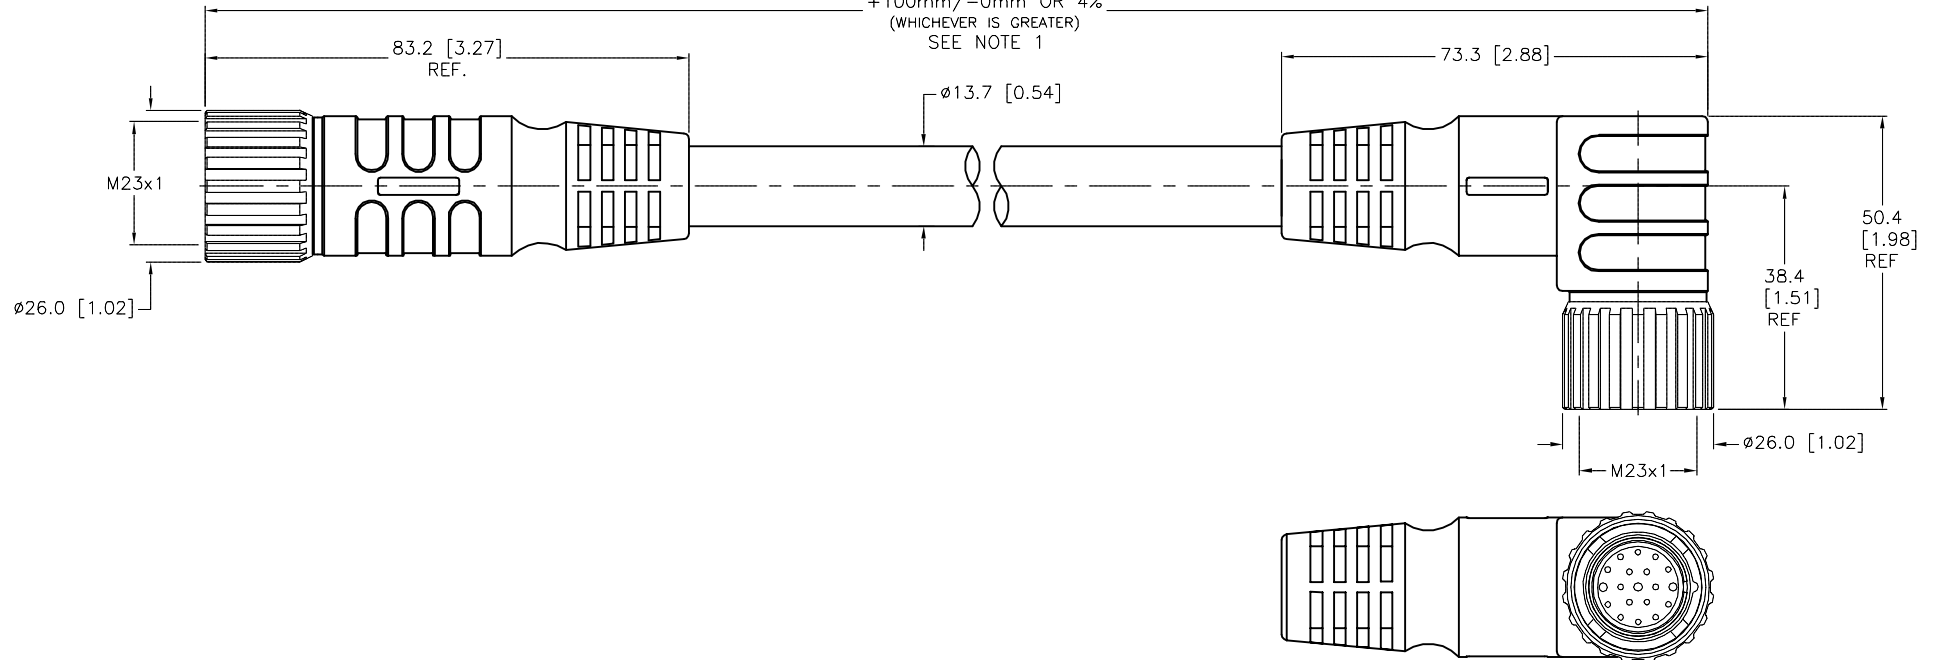 +100mm/-0mm OR 4%
(WHICHEVER IS GREATER)
SEE NOTE 1
83.2 [3.27]
REF.
73.3 [2.88]
ø13.7 [0.54]
M23x1
ø26.0 [1.02]
50.4
[1.98]
REF
38.4
[1.51]
REF
ø26.0 [1.02]
M23x1